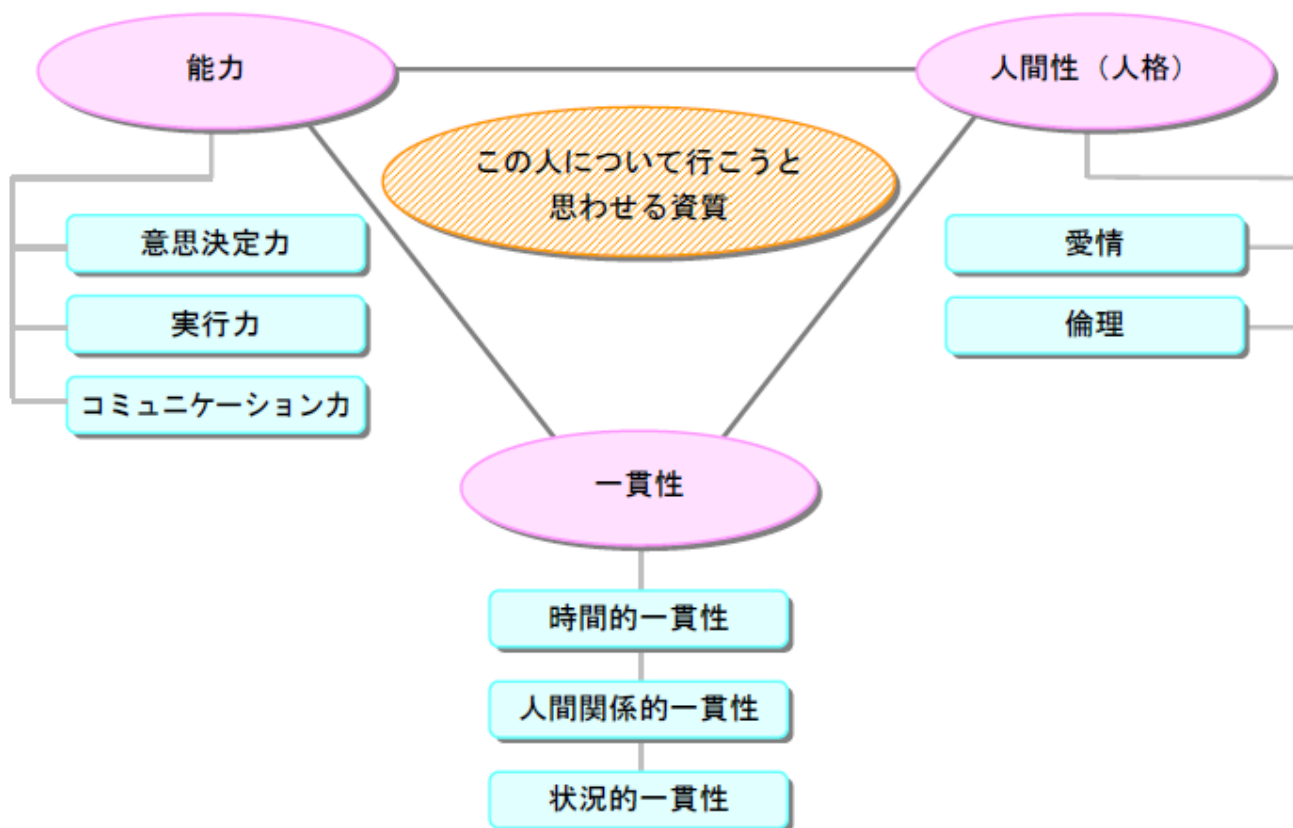 能力
人間性（人格）
この人について行こうと
思わせる資質
意思決定力
実行力
コミュニケーション力
愛情
倫理
一貫性
時間的一貫性
人間関係的一貫性
状況的一貫性